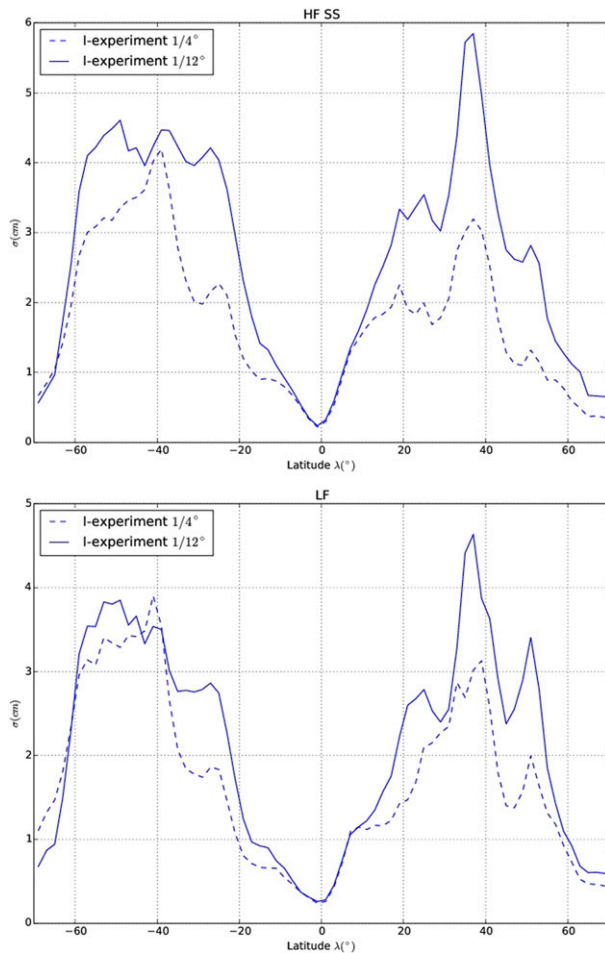 HF SS
I-experiment 1/4°
I-experiment 1/12°
σ(cm)
6
5
4
3
2
1
0
−60
−40
−20
0
20
40
60
Latitude λ(°)
LF
I-experiment 1/4°
I-experiment 1/12°
σ(cm)
5
4
3
2
1
0
−60
−40
−20
0
20
40
60
Latitude λ(°)